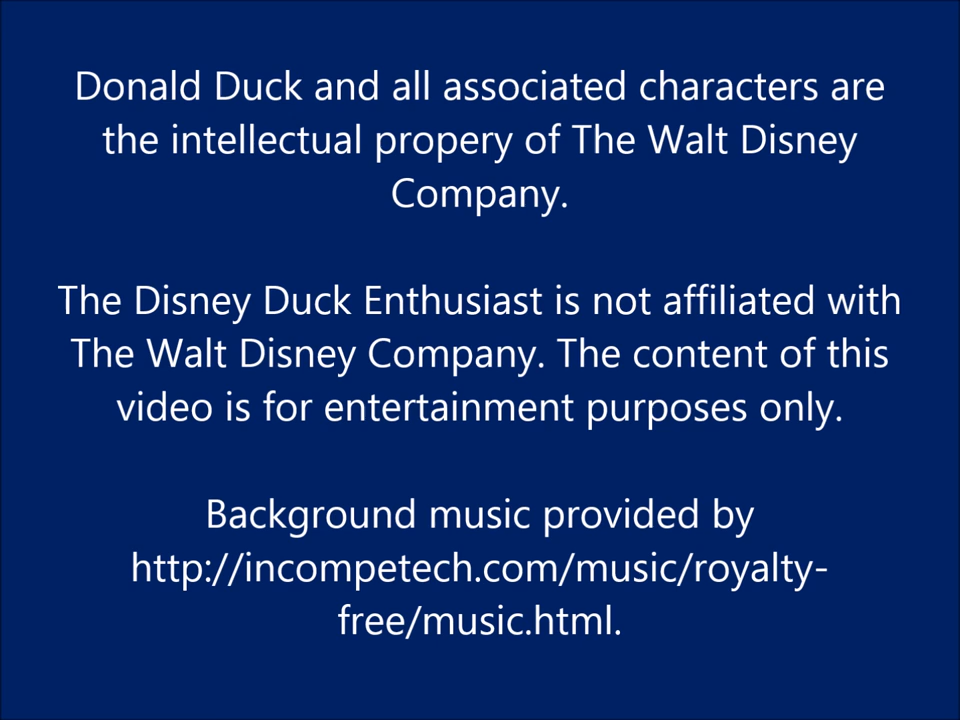 Donald Duck and all associated characters are
the intellectual propery of The Walt Disney
Company.
The Disney Duck Enthusiast is not affiliated with
The Walt Disney Company. The content of this
video is for entertainment purposes only.
Background music provided by
http://incompetech.com/music/royalty-
free/music.html.